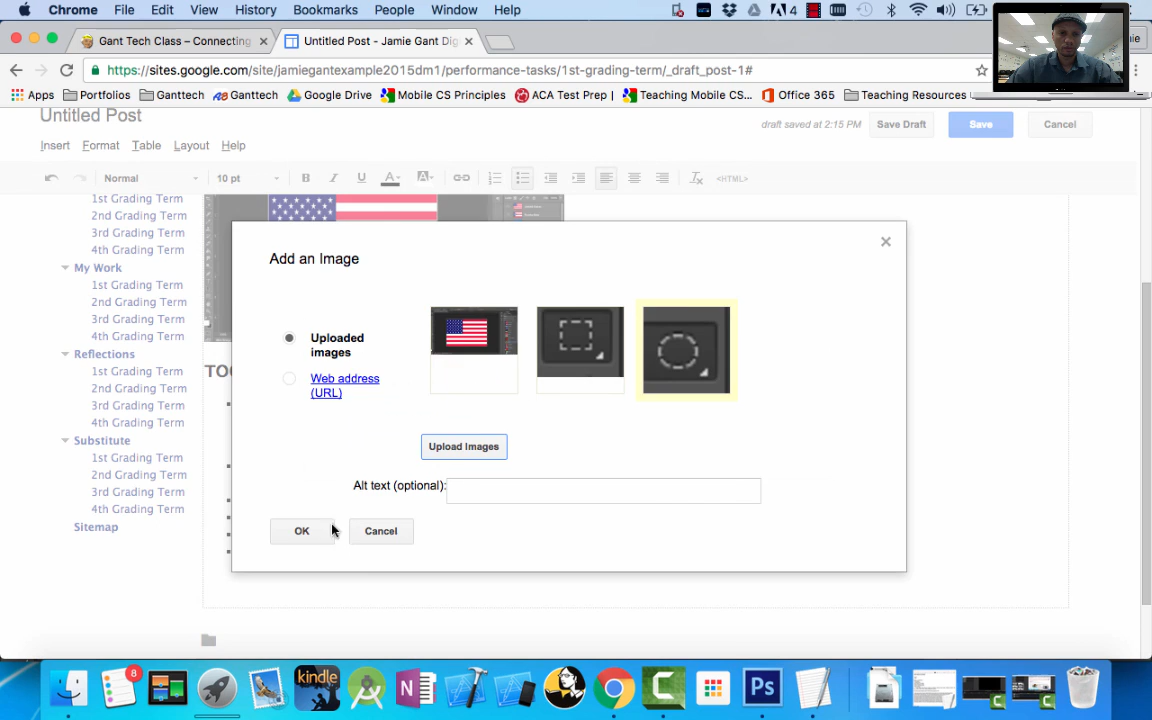 Chrome File Edit View History Bookmarks People Window Help
4
Gant Tech Class – Connecting
Untitled Post - Jamie Gant Dig
https://sites.google.com/site/jamiegantexample2015dm1/performance-tasks/1st-grading-term/_draft_post-1#
Apps Portfolios Ganttech Ganttech Google Drive Mobile CS Principles ACA Test Prep | Teaching Mobile CS... Office 365 Teaching Resources
Untitled Post
draft saved at 2:15 PM Save Draft Save Cancel
Insert Format Table Layout Help
Normal 10 pt B I U A A <HTML>
1st Grading Term
2nd Grading Term
3rd Grading Term
4th Grading Term
My Work
1st Grading Term
2nd Grading Term
3rd Grading Term
4th Grading Term
Reflections
1st Grading Term
2nd Grading Term
3rd Grading Term
4th Grading Term
Substitute
1st Grading Term
2nd Grading Term
3rd Grading Term
4th Grading Term
Sitemap
Add an Image
Uploaded images
Web address (URL)
Upload Images
Alt text (optional):
OK Cancel
8
kindle
N
C
Ps